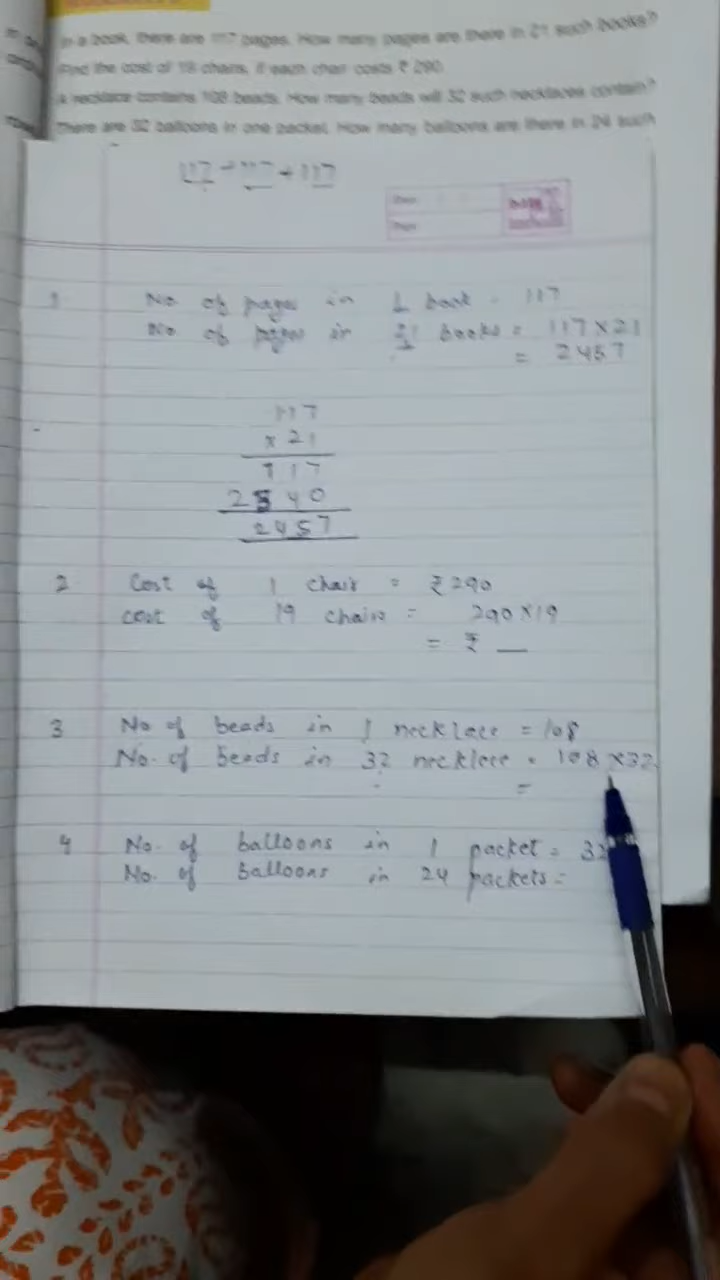 in a book, there are 117 pages. How many pages are there in 21 such books?
Find the cost of 19 chairs, if each chair costs ₹ 290.
A necklace contains 108 beads. How many beads will 32 such necklaces contain?
There are 32 balloons in one packet. How many balloons are there in 24 such
117 + 117 + 117
1 No of pages in 1 book = 117
No. of pages in 21 books = 117 x 21
= 2457
117
x 21
117
2340
2457
2 Cost of 1 chair = ₹290
cost of 19 chairs = 290 x 19
= ₹ __
3 No of beads in 1 necklace = 108
No. of beads in 32 necklace = 108 x 32
=
4 No. of balloons in 1 packet = 32
No. of balloons in 24 packets =